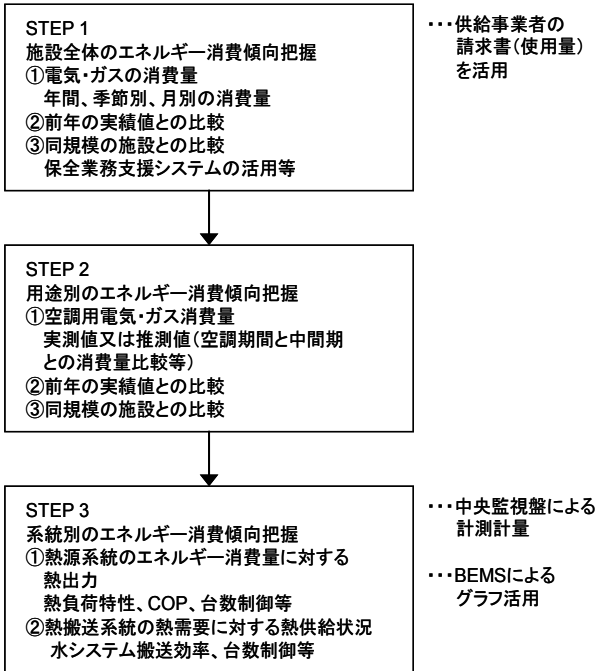 STEP 1
施設全体のエネルギー消費傾向把握
①電気・ガスの消費量
年間、季節別、月別の消費量
②前年の実績値との比較
③同規模の施設との比較
保全業務支援システムの活用等
・・・供給事業者の
請求書(使用量)
を活用
STEP 2
用途別のエネルギー消費傾向把握
①空調用電気・ガス消費量
実測値又は推測値(空調期間と中間期
との消費量比較等)
②前年の実績値との比較
③同規模の施設との比較
STEP 3
系統別のエネルギー消費傾向把握
①熱源系統のエネルギー消費量に対する
熱出力
熱負荷特性、COP、台数制御等
②熱搬送系統の熱需要に対する熱供給状況
水システム搬送効率、台数制御等
・・・中央監視盤による
計測計量
・・・BEMSによる
グラフ活用